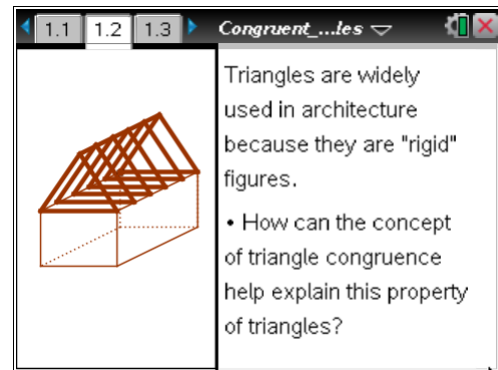 1.1 1.2 1.3 Congruent_...les
Triangles are widely
used in architecture
because they are "rigid"
figures.
• How can the concept
of triangle congruence
help explain this property
of triangles?